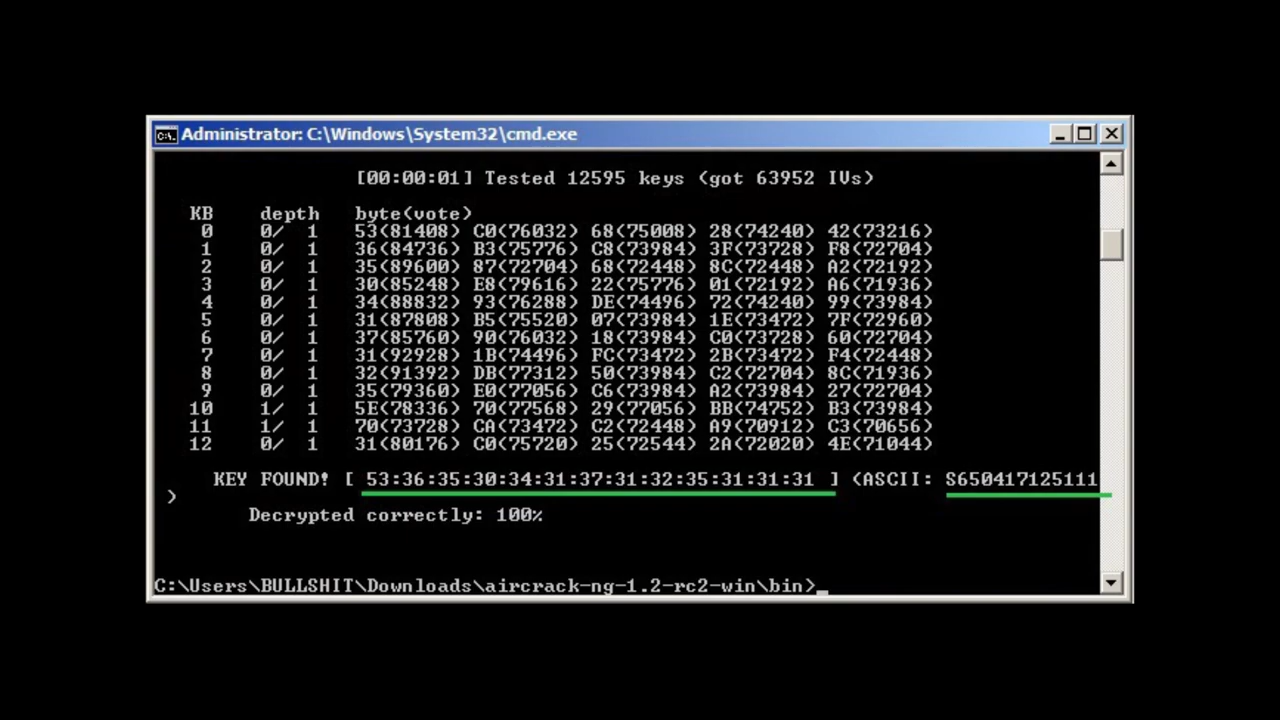 Administrator: C:\Windows\System32\cmd.exe
[00:00:01] Tested 12595 keys (got 63952 IVs)
KB depth byte(vote)
0 0/ 1 53(81408) C0(76032) 68(75008) 28(74240) 42(73216)
1 0/ 1 36(84736) B3(75776) C8(73984) 3F(73728) F8(72704)
2 0/ 1 35(89600) 87(72704) 68(72448) 8C(72448) A2(72192)
3 0/ 1 30(85248) E8(79616) 22(75776) 01(72192) A6(71936)
4 0/ 1 34(88832) 93(76288) DE(74496) 72(74240) 99(73984)
5 0/ 1 31(87808) B5(75520) 07(73984) 1E(73472) 7F(72960)
6 0/ 1 37(85760) 90(76032) 18(73984) C0(73728) 60(72704)
7 0/ 1 31(92928) 1B(74496) FC(73472) 2B(73472) F4(72448)
8 0/ 1 32(91392) DB(77312) 50(73984) C2(72704) 8C(71936)
9 0/ 1 35(79360) E0(77056) C6(73984) A2(73984) 27(72704)
10 1/ 1 5E(78336) 70(77568) 29(77056) BB(74752) B3(73984)
11 1/ 1 70(73728) CA(73472) C2(72448) A9(70912) C3(70656)
12 0/ 1 31(80176) C0(75720) 25(72544) 2A(72020) 4E(71044)
KEY FOUND! [ 53:36:35:30:34:31:37:31:32:35:31:31:31 ] (ASCII: S650417125111
)
Decrypted correctly: 100%
C:\Users\BULLSHIT\Downloads\aircrack-ng-1.2-rc2-win\bin>_